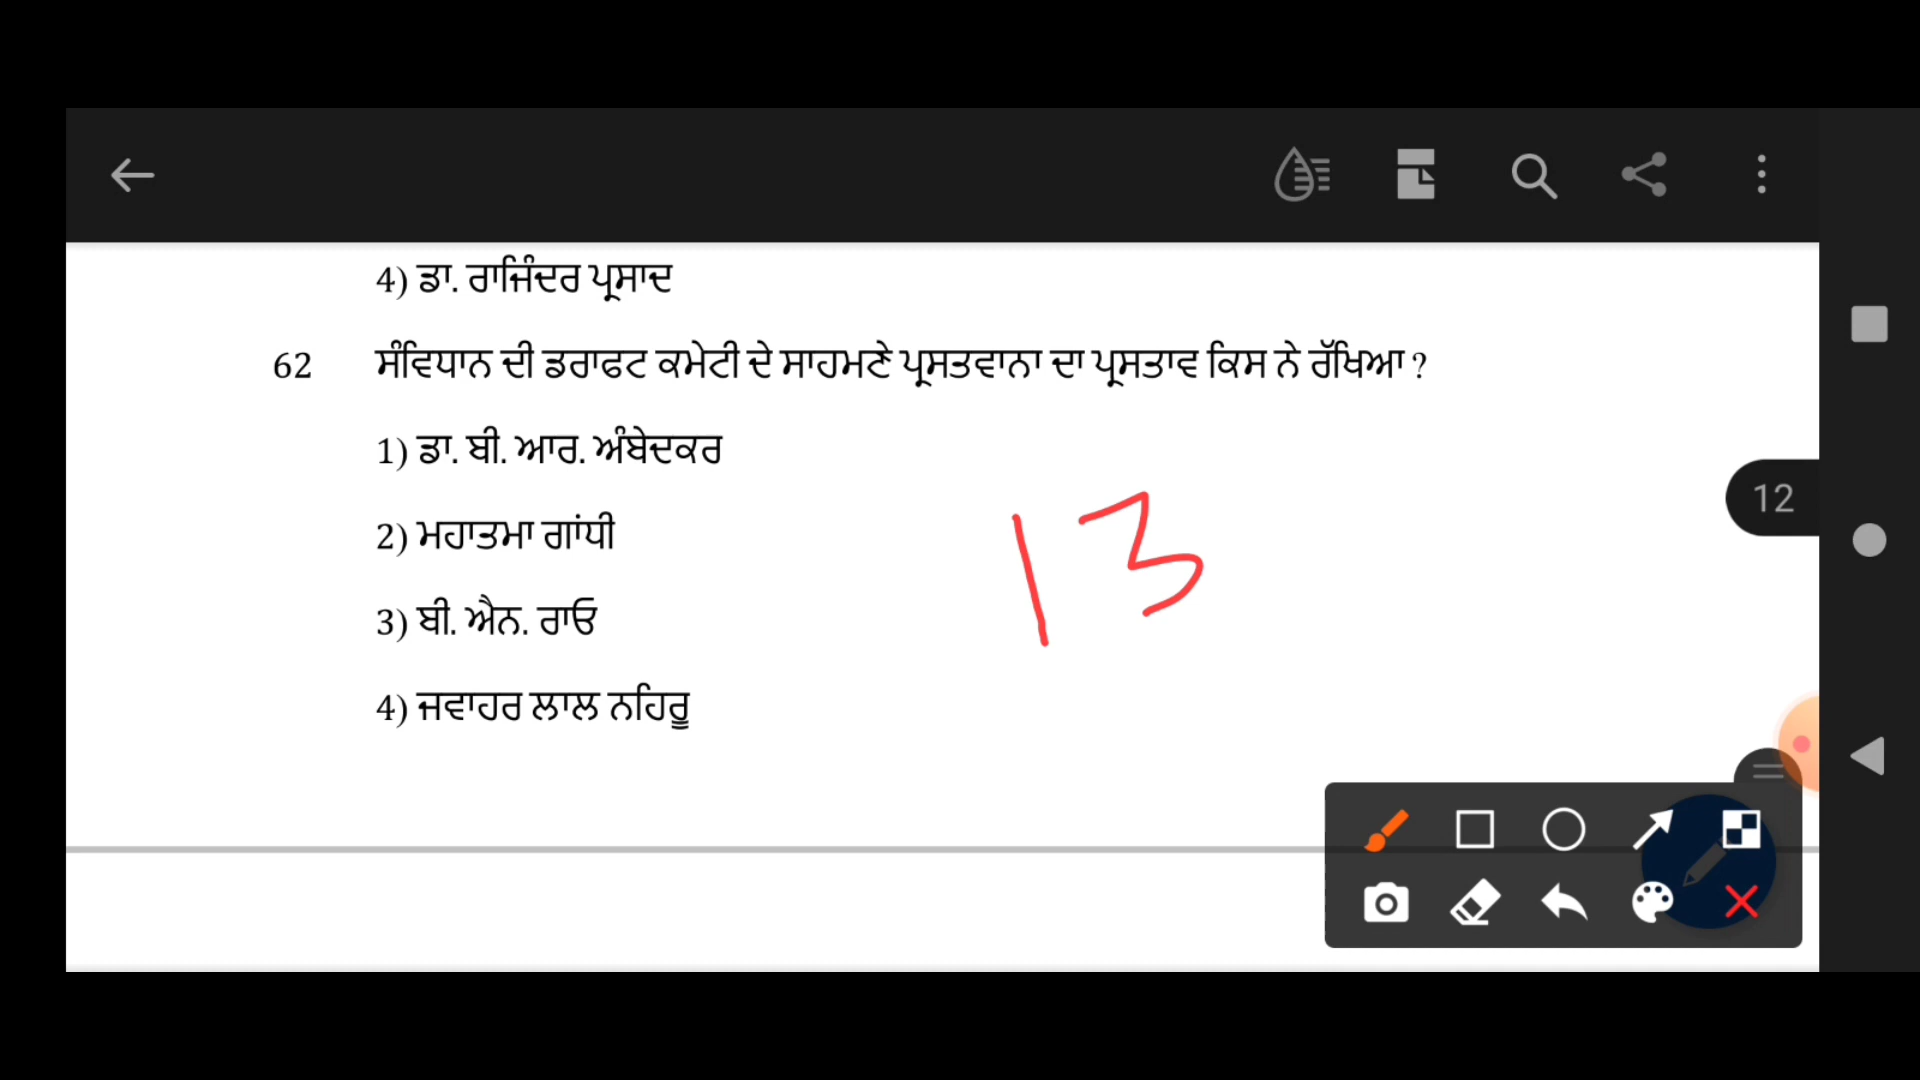 4) ਡਾ. ਰਾਜਿੰਦਰ ਪ੍ਰਸਾਦ
62 ਸੰਵਿਧਾਨ ਦੀ ਡਰਾਫਟ ਕਮੇਟੀ ਦੇ ਸਾਹਮਣੇ ਪ੍ਰਸਤਵਾਨਾ ਦਾ ਪ੍ਰਸਤਾਵ ਕਿਸ ਨੇ ਰੱਖਿਆ ?
1) ਡਾ. ਬੀ. ਆਰ. ਅੰਬੇਦਕਰ
12
2) ਮਹਾਤਮਾ ਗਾਂਧੀ
13
3) ਬੀ. ਐਨ. ਰਾਓ
4) ਜਵਾਹਰ ਲਾਲ ਨਹਿਰੂ